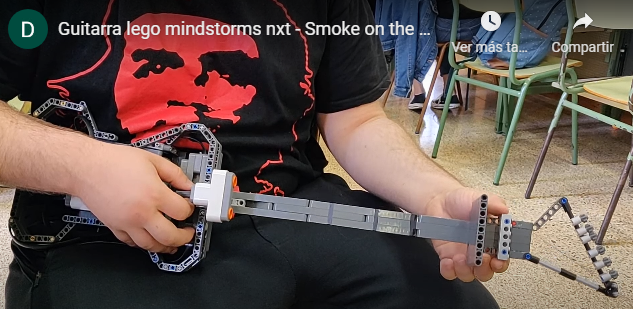 D
Guitarra lego mindstorms nxt - Smoke on the ...
Ver más ta...
Compartir